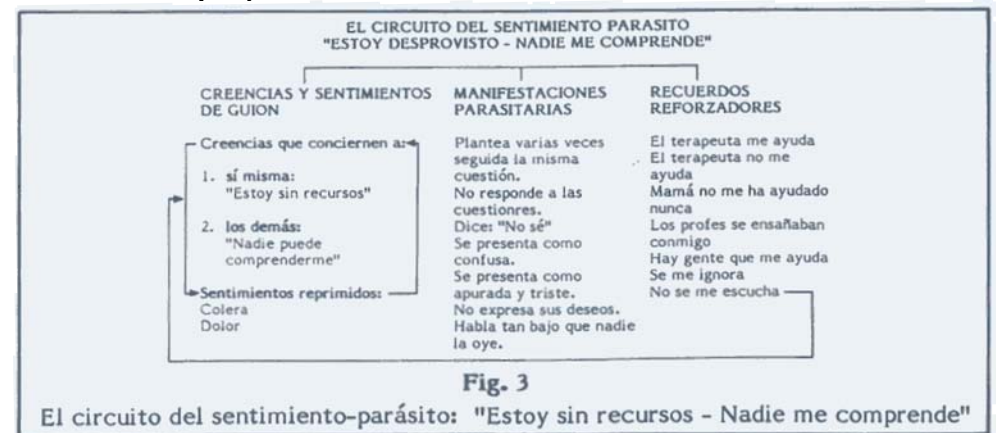 EL CIRCUITO DEL SENTIMIENTO PARASITO
"ESTOY DESPROVISTO - NADIE ME COMPRENDE"
CREENCIAS Y SENTIMIENTOS
DE GUION
Creencias que conciernen a:
1. sí misma:
"Estoy sin recursos"
2. los demás:
"Nadie puede
comprenderme"
Sentimientos reprimidos:
Colera
Dolor
MANIFESTACIONES
PARASITARIAS
Plantea varias veces
seguida la misma
cuestión.
No responde a las
cuestionres.
Dice: "No sé"
Se presenta como
confusa.
Se presenta como
apurada y triste.
No expresa sus deseos.
Habla tan bajo que nadie
la oye.
RECUERDOS
REFORZADORES
El terapeuta me ayuda
El terapeuta no me
ayuda
Mamá no me ha ayudado
nunca
Los profes se ensañaban
conmigo
Hay gente que me ayuda
Se me ignora
No se me escucha
Fig. 3
El circuito del sentimiento-parásito: "Estoy sin recursos - Nadie me comprende"